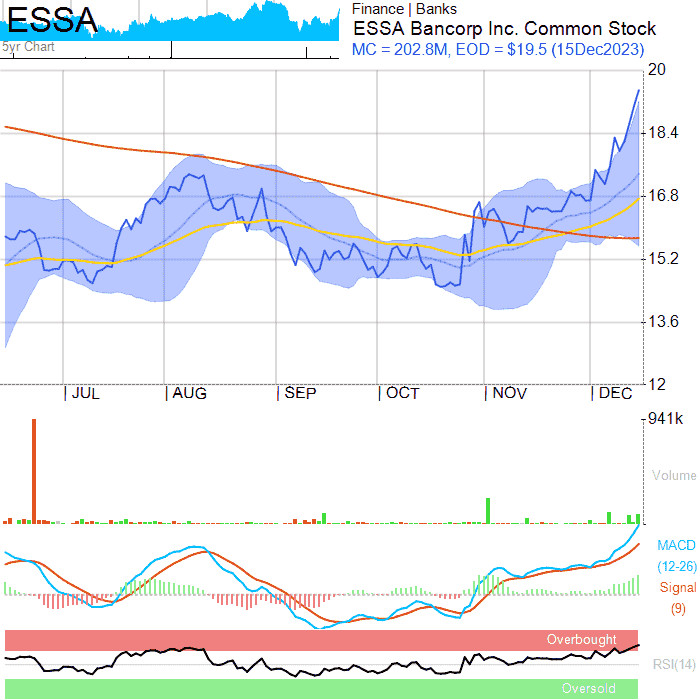 ESSA
5yr Chart
Finance | Banks
ESSA Bancorp Inc. Common Stock
MC = 202.8M, EOD = $19.5 (15Dec2023)
20
18.4
16.8
15.2
13.6
12
| JUL | AUG | SEP | OCT | NOV | DEC
941k
Volume
MACD
(12-26)
Signal
(9)
Overbought
RSI(14)
Oversold